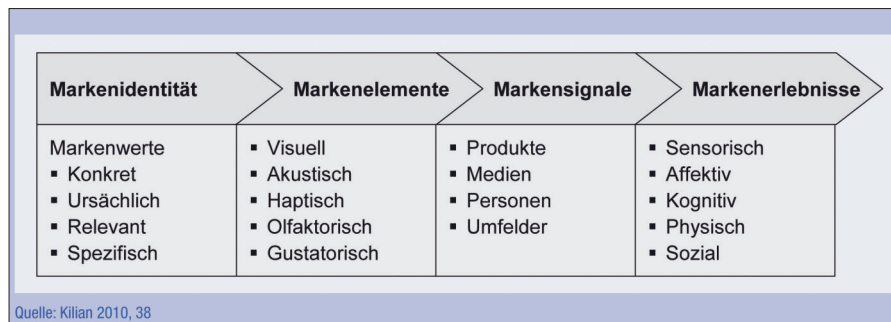 Markenidentität
Markenelemente
Markensignale
Markenerlebnisse
Markenwerte
▪ Konkret
▪ Ursächlich
▪ Relevant
▪ Spezifisch
▪ Visuell
▪ Akustisch
▪ Haptisch
▪ Olfaktorisch
▪ Gustatorisch
▪ Produkte
▪ Medien
▪ Personen
▪ Umfelder
▪ Sensorisch
▪ Affektiv
▪ Kognitiv
▪ Physisch
▪ Sozial
Quelle: Kilian 2010, 38